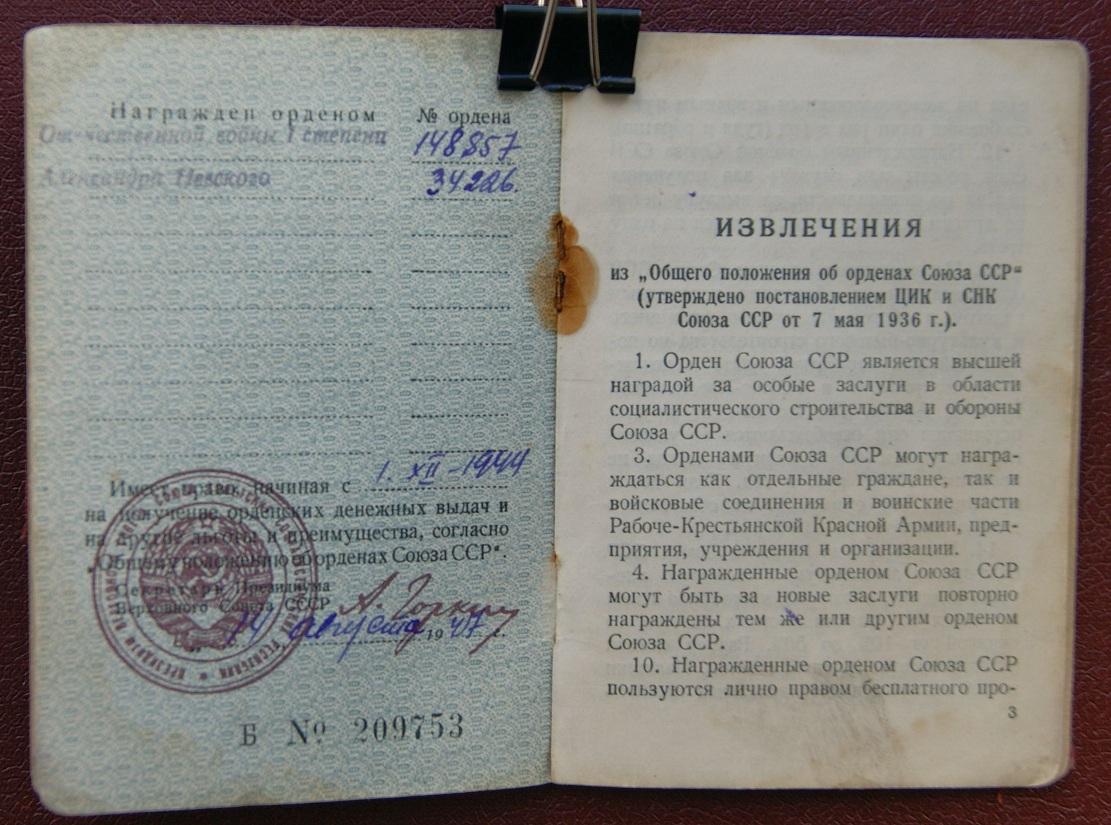 Награжден орденом
№ ордена
Отечественной войны I степени
148857
Александра Невского
34226.
Имеет право, начиная с 1. XII-1944
на получение орденских денежных выдач и
на другие льготы и преимущества, согласно
„Общему положению об орденах Союза ССР“.
Секретарь Президиума
Верховного Совета СССР А. Горкин
14 августа 1947 г.
Б № 209753
ИЗВЛЕЧЕНИЯ
из „Общего положения об орденах Союза ССР“
(утверждено постановлением ЦИК и СНК
Союза ССР от 7 мая 1936 г.).
1. Орден Союза ССР является высшей
наградой за особые заслуги в области
социалистического строительства и обороны
Союза ССР.
3. Орденами Союза ССР могут награ-
ждаться как отдельные граждане, так и
войсковые соединения и воинские части
Рабоче-Крестьянской Красной Армии, пред-
приятия, учреждения и организации.
4. Награжденные орденом Союза ССР
могут быть за новые заслуги повторно
награждены тем же или другим орденом
Союза ССР.
10. Награжденные орденом Союза ССР
пользуются лично правом бесплатного про-
3